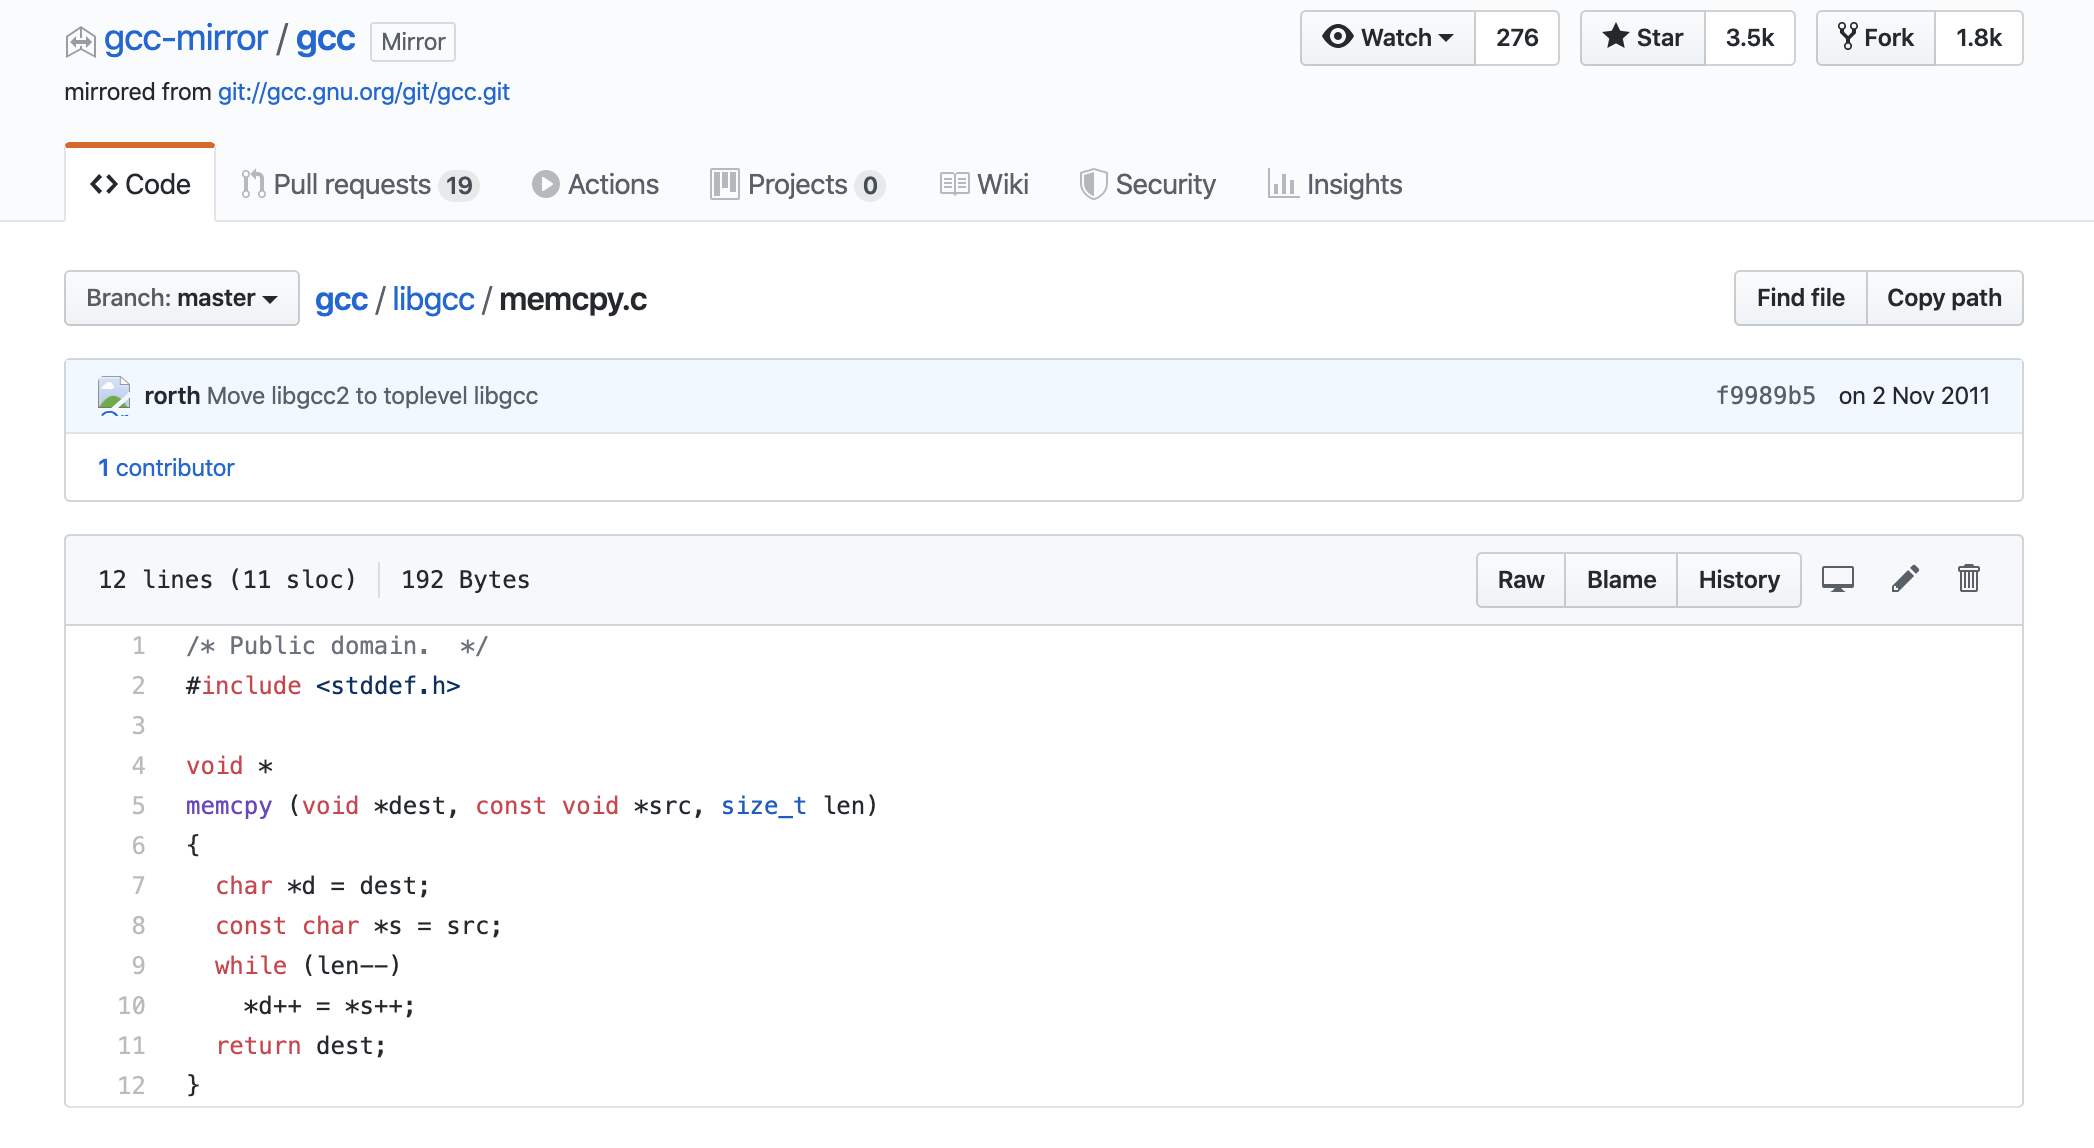 gcc-mirror / gcc Mirror
Watch 276 Star 3.5k Fork 1.8k
mirrored from git://gcc.gnu.org/git/gcc.git
Code Pull requests 19 Actions Projects 0 Wiki Security Insights
Branch: master gcc / libgcc / memcpy.c Find file Copy path
rorth Move libgcc2 to toplevel libgcc f9989b5 on 2 Nov 2011
1 contributor
12 lines (11 sloc) 192 Bytes Raw Blame History
1 /* Public domain.  */
2 #include <stddef.h>
3
4 void *
5 memcpy (void *dest, const void *src, size_t len)
6 {
7   char *d = dest;
8   const char *s = src;
9   while (len--)
10     *d++ = *s++;
11   return dest;
12 }